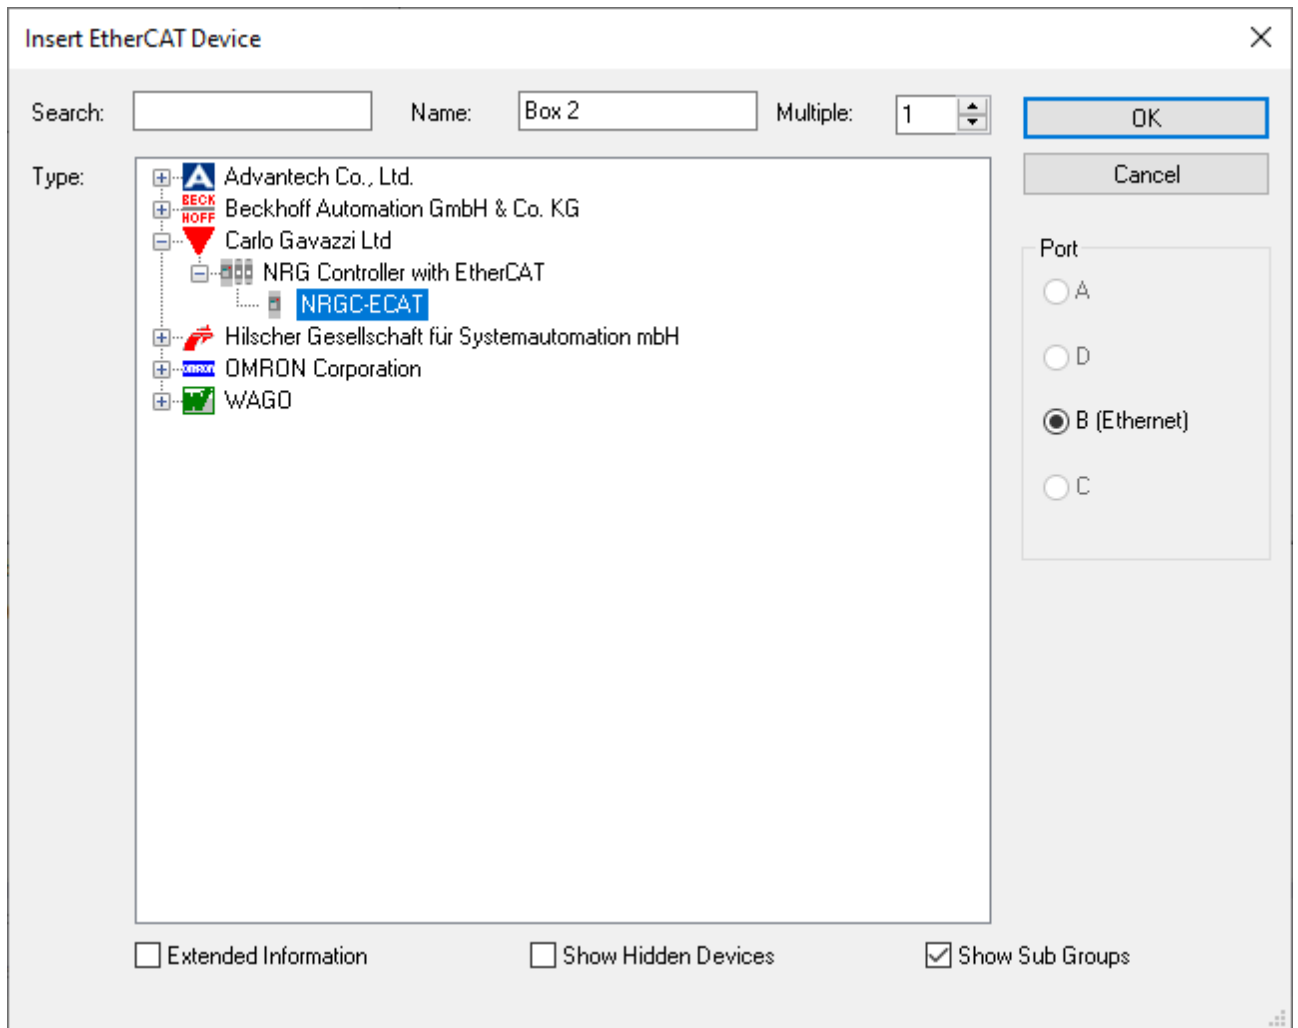 Insert EtherCAT Device
Search:
Name: Box 2
Multiple: 1
OK
Type:
Cancel
Advantech Co., Ltd.
BECK
HOFF
Beckhoff Automation GmbH & Co. KG
Carlo Gavazzi Ltd
NRG Controller with EtherCAT
NRGC-ECAT
Hilscher Gesellschaft für Systemautomation mbH
OMRON OMRON Corporation
WAGO
Port
A
D
B (Ethernet)
C
Extended Information
Show Hidden Devices
Show Sub Groups